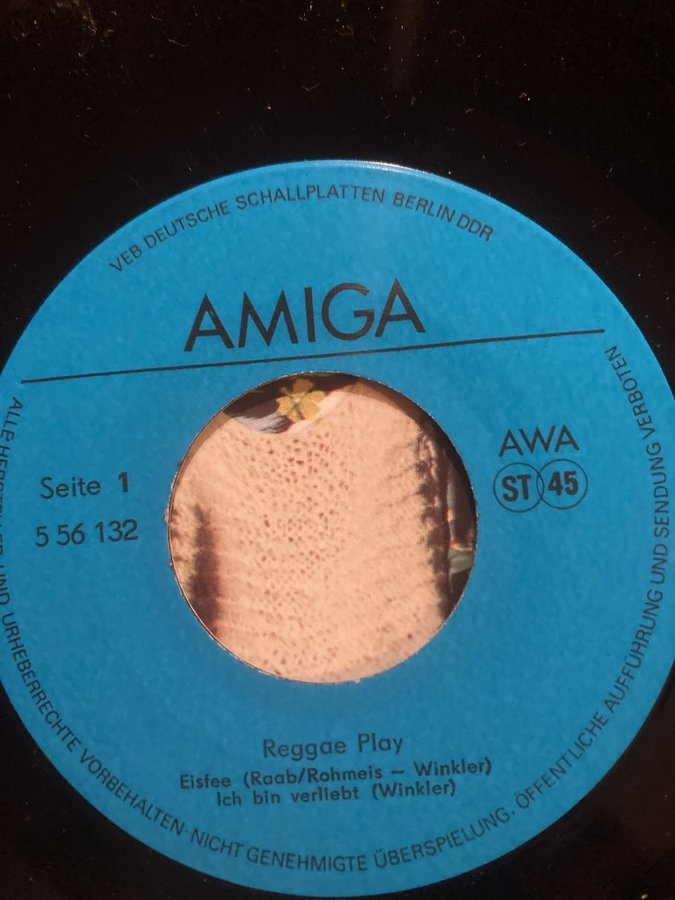 VEB DEUTSCHE SCHALLPLATTEN BERLIN DDR
AMIGA
Seite 1
5 56 132
AWA
ST 45
Reggae Play
Eisfee (Raab/Rohmeis – Winkler)
Ich bin verliebt (Winkler)
ALLE UND URHEBERRECHTE VORBEHALTEN · NICHT GENEHMIGTE ÜBERSPIELUNG, ÖFFENTLICHE AUFFÜHRUNG UND SENDUNG VERBOTEN